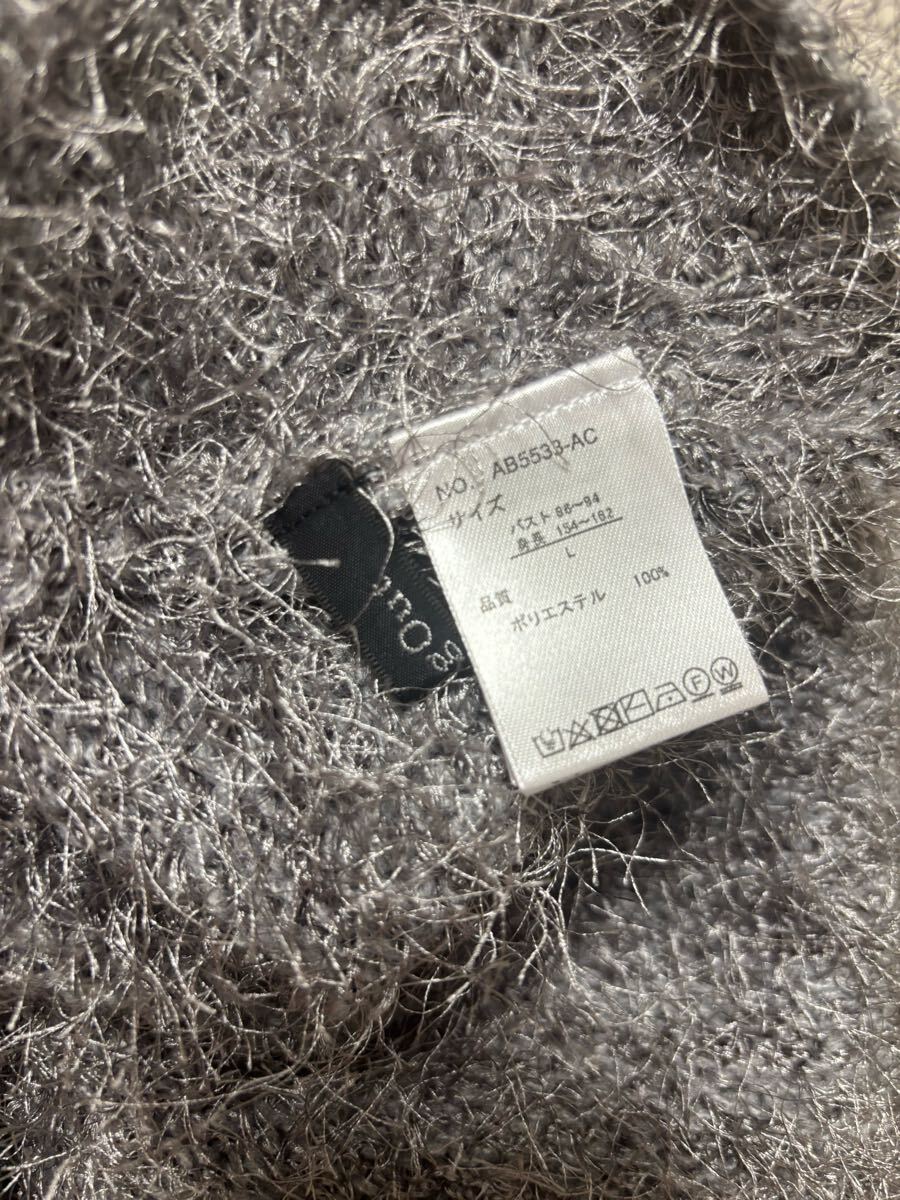 NO. AB5533-AC
サイズ
バスト 86~94
身長 154~162
L
品質
ポリエステル 100%
W